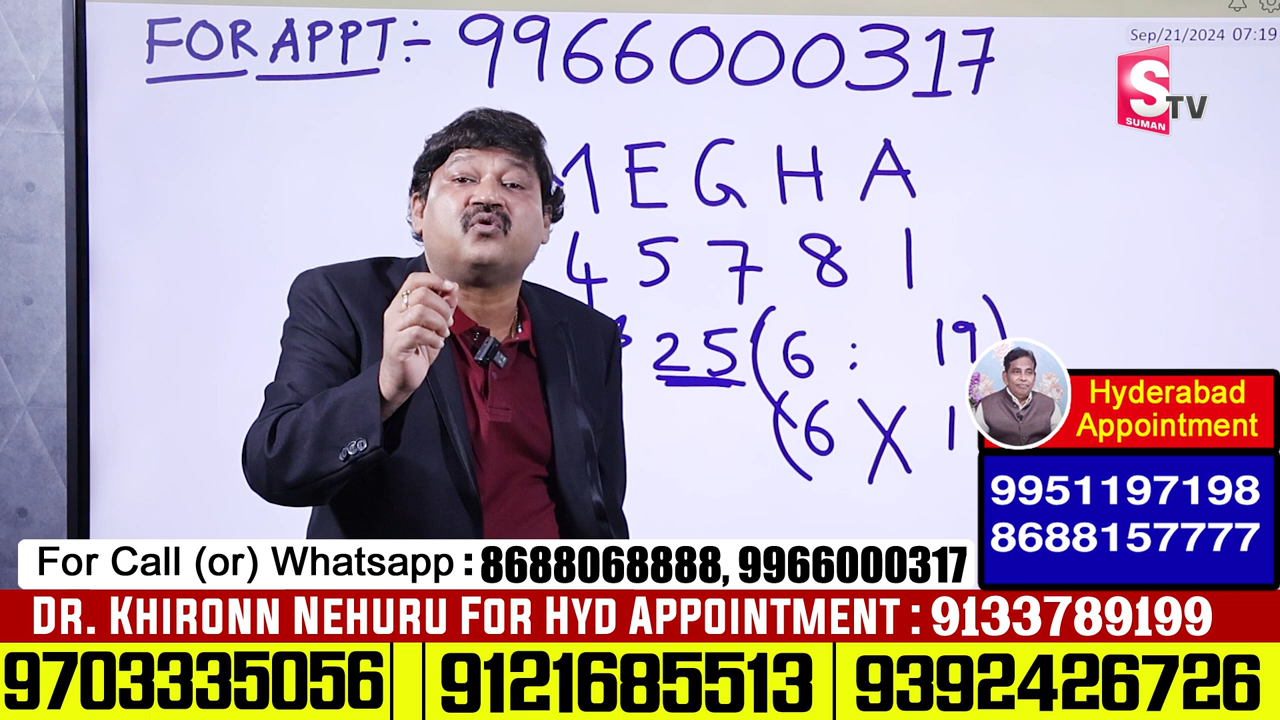 FOR APPT:- 9966000317
Sep/21/2024 07:19
S TV
SUMAN
MEGHA
4 5 7 8 1
25 (6 : 19)
(6 X 1
Hyderabad
Appointment
9951197198
8688157777
For Call (or) Whatsapp : 8688068888, 9966000317
DR. KHIRONN NEHURU FOR HYD APPOINTMENT : 9133789199
9703335056 9121685513 9392426726